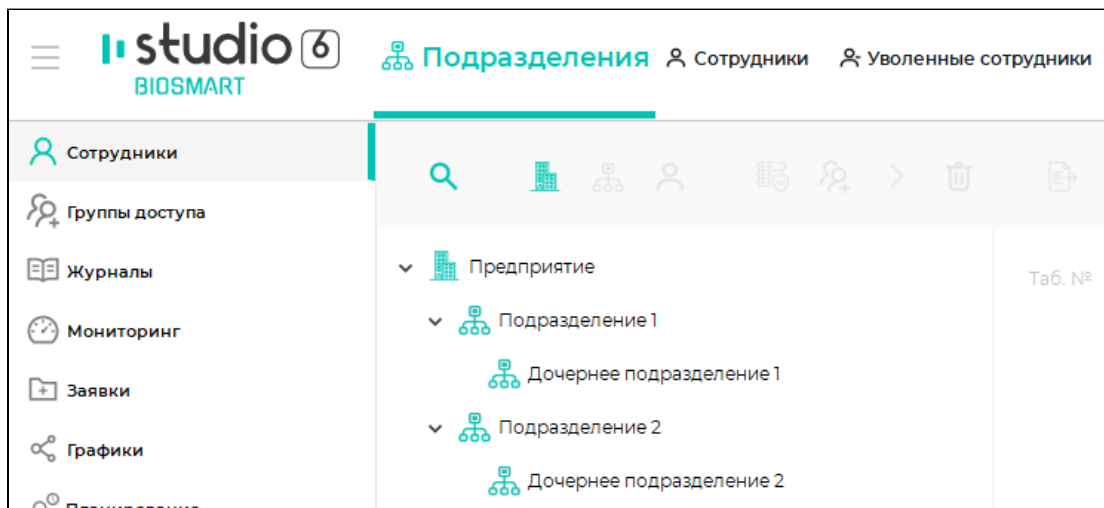 studio 6
BIOSMART
Подразделения
Сотрудники
Уволенные сотрудники
Сотрудники
Группы доступа
Журналы
Мониторинг
Заявки
Графики
Планирование
Предприятие
Подразделение 1
Дочернее подразделение 1
Подразделение 2
Дочернее подразделение 2
Таб. №